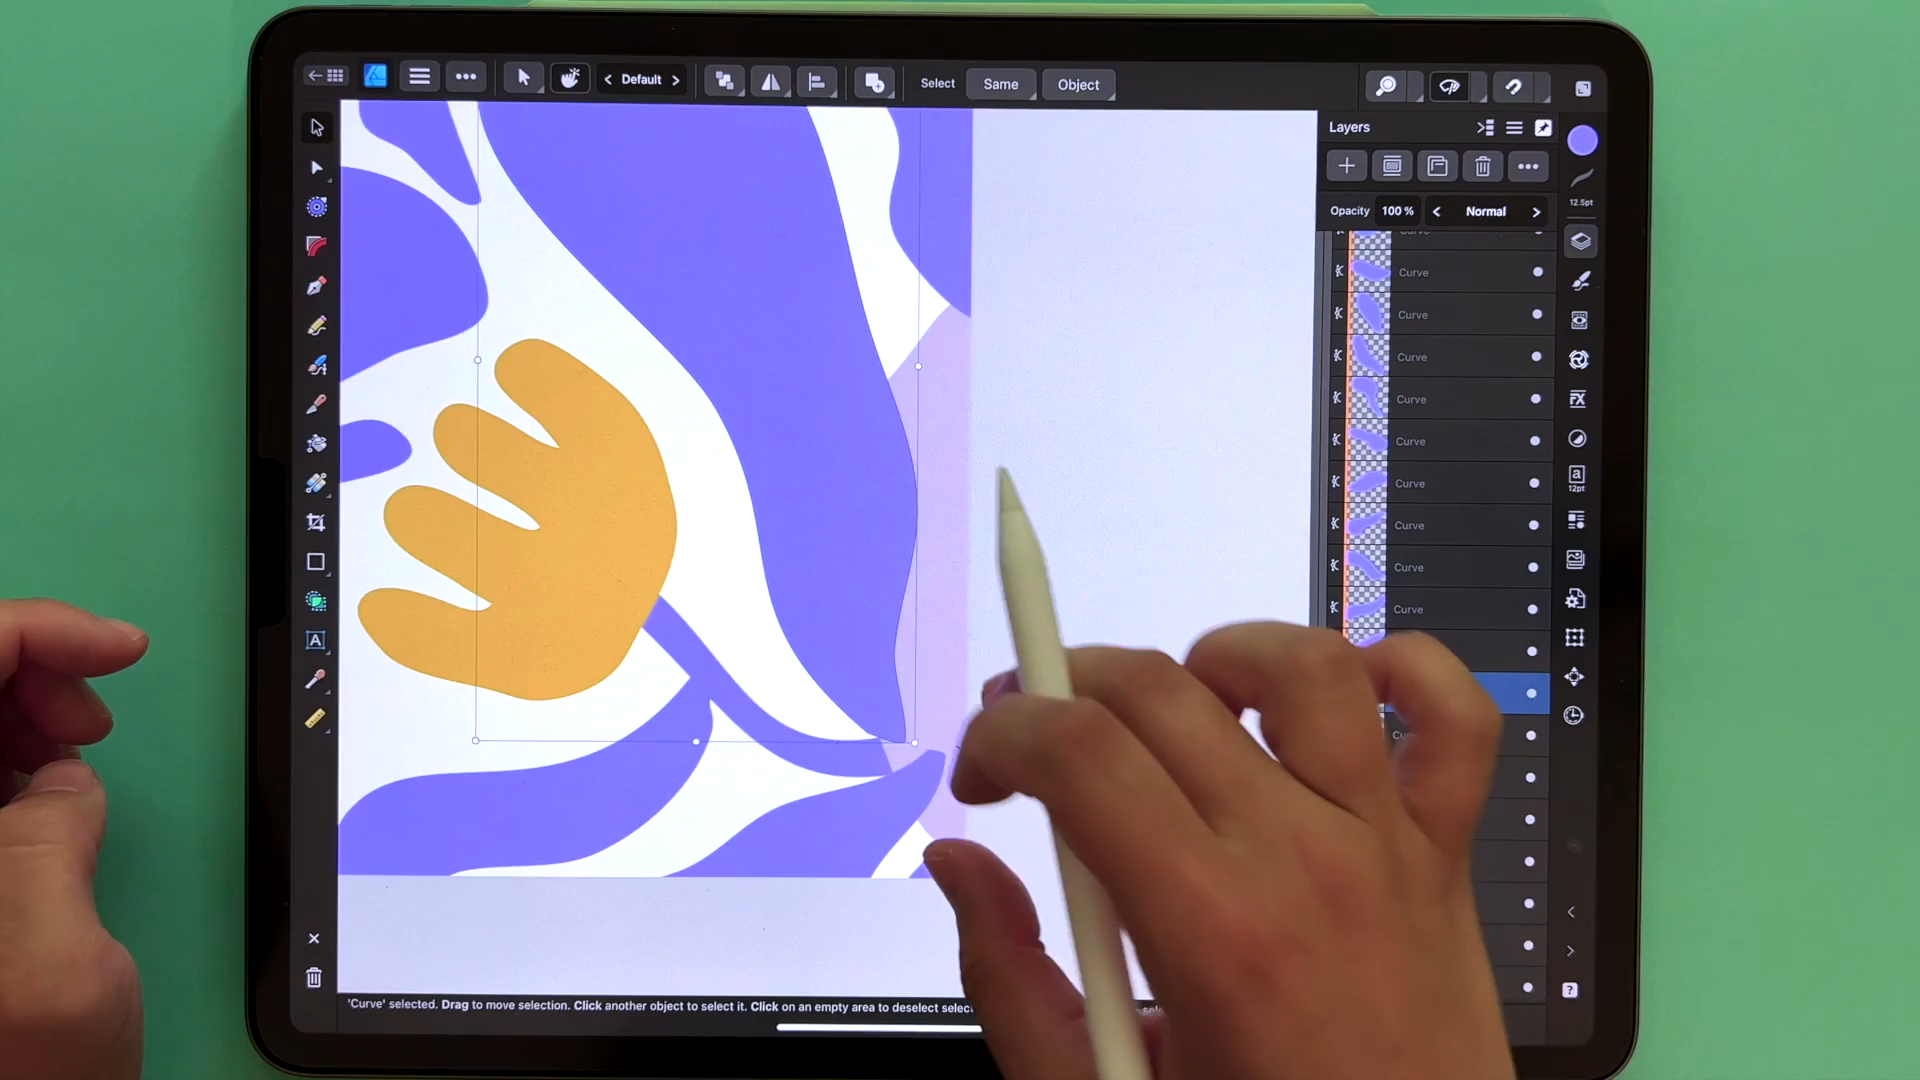 Default
Select
Same
Object
Layers
12.5pt
Opacity 100 % Normal
Curve
Curve
Curve
Curve
Curve
Curve
Curve
Curve
Curve
FX
a
12pt
A
?
'Curve' selected. Drag to move selection. Click another object to select it. Click on an empty area to deselect